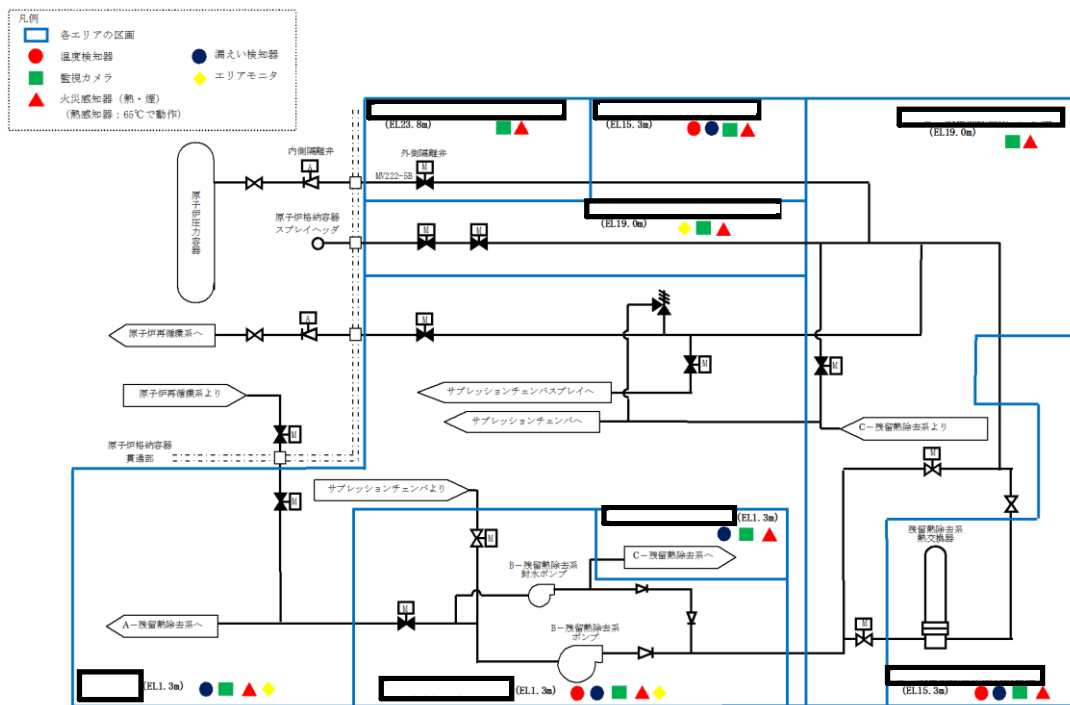 凡例
各エリアの区画
温度検知器
漏えい検知器
監視カメラ
エリアモニタ
火災感知器（熱・煙）
（熱感知器：65℃で動作）
(EL23.8m)
(EL15.3m)
(EL19.0m)
内側隔離弁
外側隔離弁
A
M
MV222-5B
原子炉圧力容器
(EL19.0m)
原子炉格納容器
スプレイヘッダ
M
M
原子炉再循環系へ
A
M
M
M
原子炉再循環系より
サプレッションチェンバスプレイへ
サプレッションチェンバへ
C－残留熱除去系より
M
原子炉格納容器
貫通部
M
サプレッションチェンバより
M
(EL1.3m)
M
残留熱除去系
熱交換器
C－残留熱除去系へ
B－残留熱除去系
封水ポンプ
A－残留熱除去系へ
M
B－残留熱除去系
ポンプ
M
(EL1.3m)
(EL1.3m)
(EL15.3m)